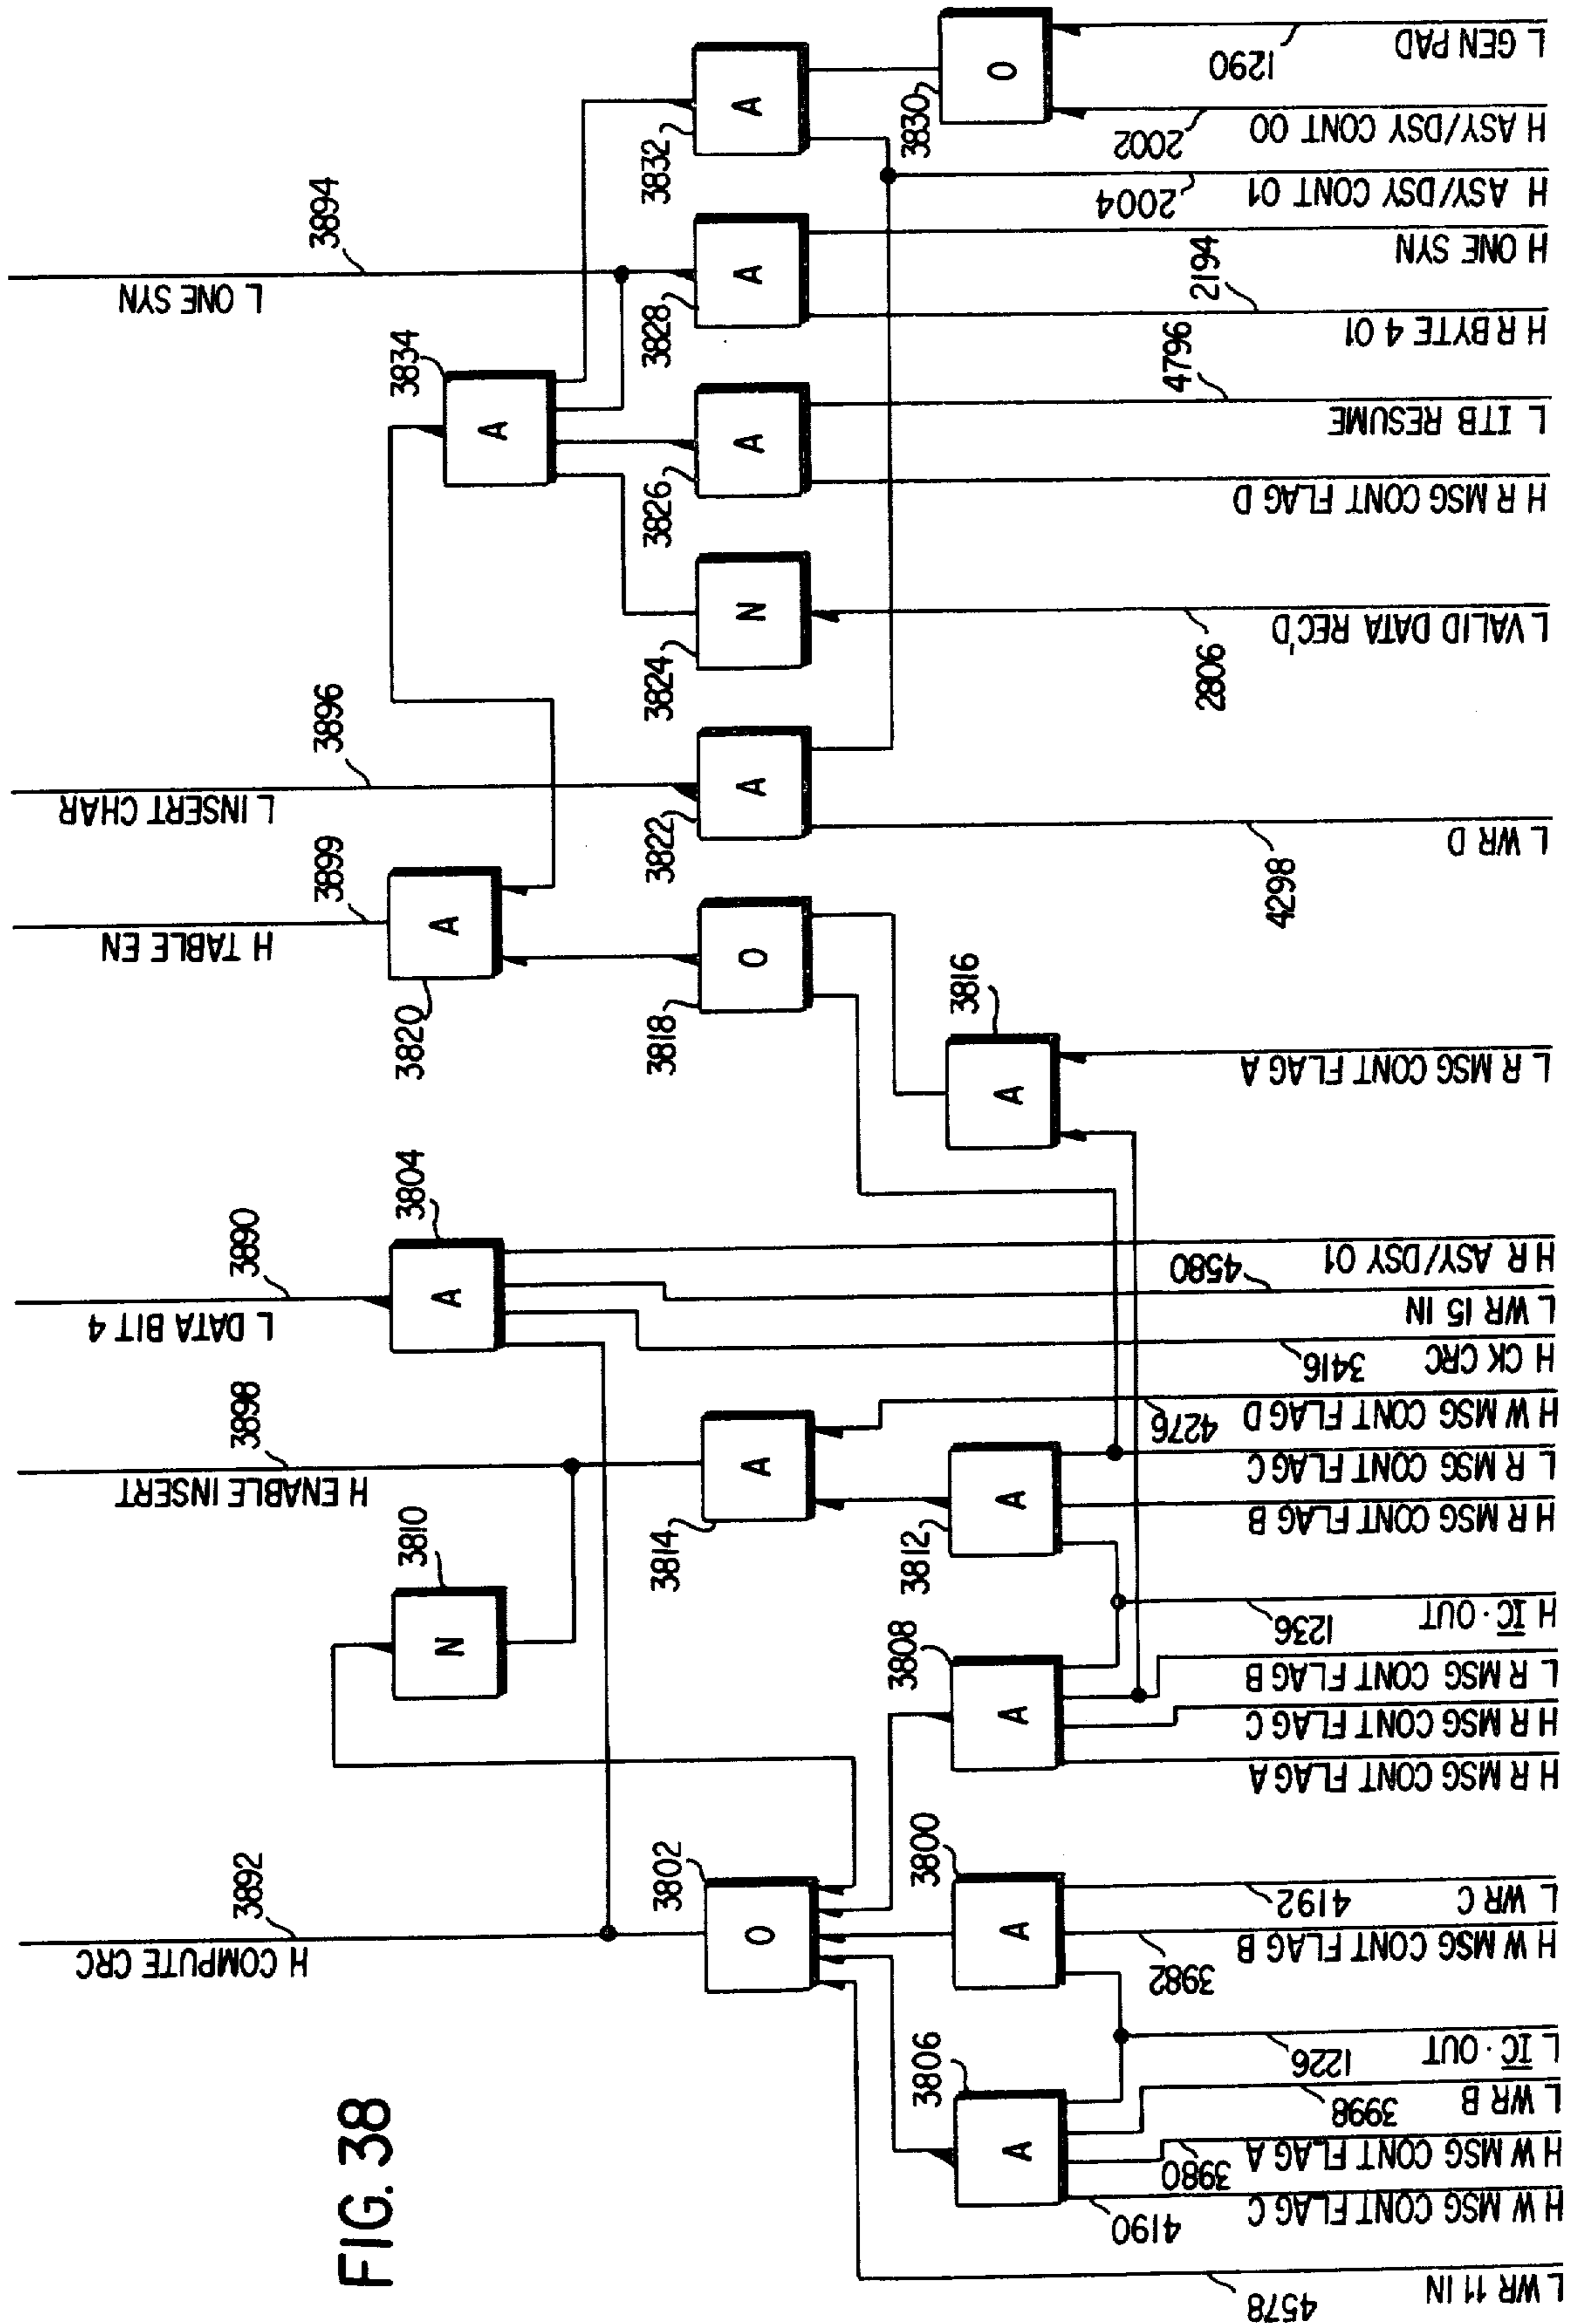 FIG. 38
H COMPUTE CRC
3892
H ENABLE INSERT
3898
L DATA BIT 4
3890
H TABLE EN
3899
L INSERT CHAR
3896
L ONE SYN
3894
N
3810
A
3804
A
3820
A
3834
O
3802
A
3814
O
3818
A
3822
N
3824
A
3826
A
3828
A
3832
A
3806
A
3800
A
3808
A
3812
A
3816
O
3830
L WR 11 IN
4578
H W MSG CONT FLAG C
4190
H W MSG CONT FLAG A
3980
L WR B
3998
L IC · OUT
1226
H W MSG CONT FLAG B
3982
L WR C
4192
H R MSG CONT FLAG A
H R MSG CONT FLAG C
L R MSG CONT FLAG B
H IC · OUT
1236
H R MSG CONT FLAG B
L R MSG CONT FLAG C
H W MSG CONT FLAG D
4276
H CK CRC
3416
L WR 15 IN
4580
H R ASY/DSY 01
L R MSG CONT FLAG A
L WR D
4298
L VALID DATA REC'D
2806
H R MSG CONT FLAG D
L ITB RESUME
4796
H R BYTE 4 01
2194
H ONE SYN
H ASY/DSY CONT 01
2004
H ASY/DSY CONT 00
2002
L GEN PAD
1290